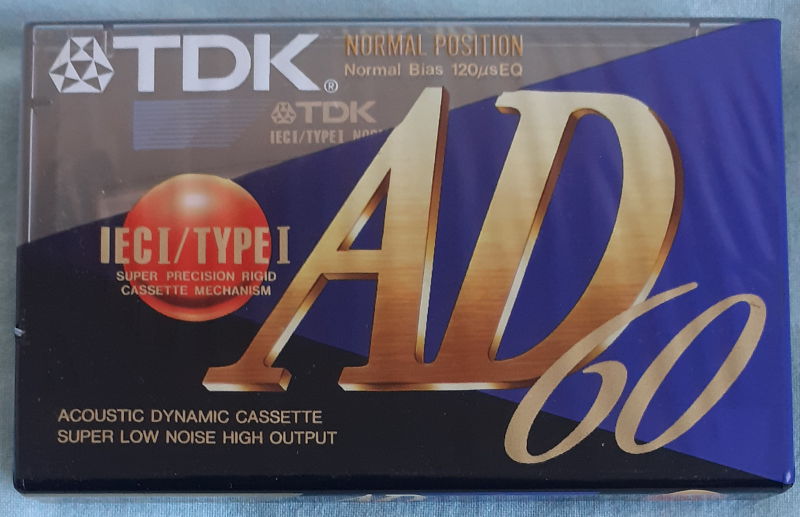 TDK®
NORMAL POSITION
Normal Bias 120µsEQ
TDK
IEC I/TYPE I
IEC I/TYPE I
SUPER PRECISION RIGID
CASSETTE MECHANISM
AD
60
ACOUSTIC DYNAMIC CASSETTE
SUPER LOW NOISE HIGH OUTPUT